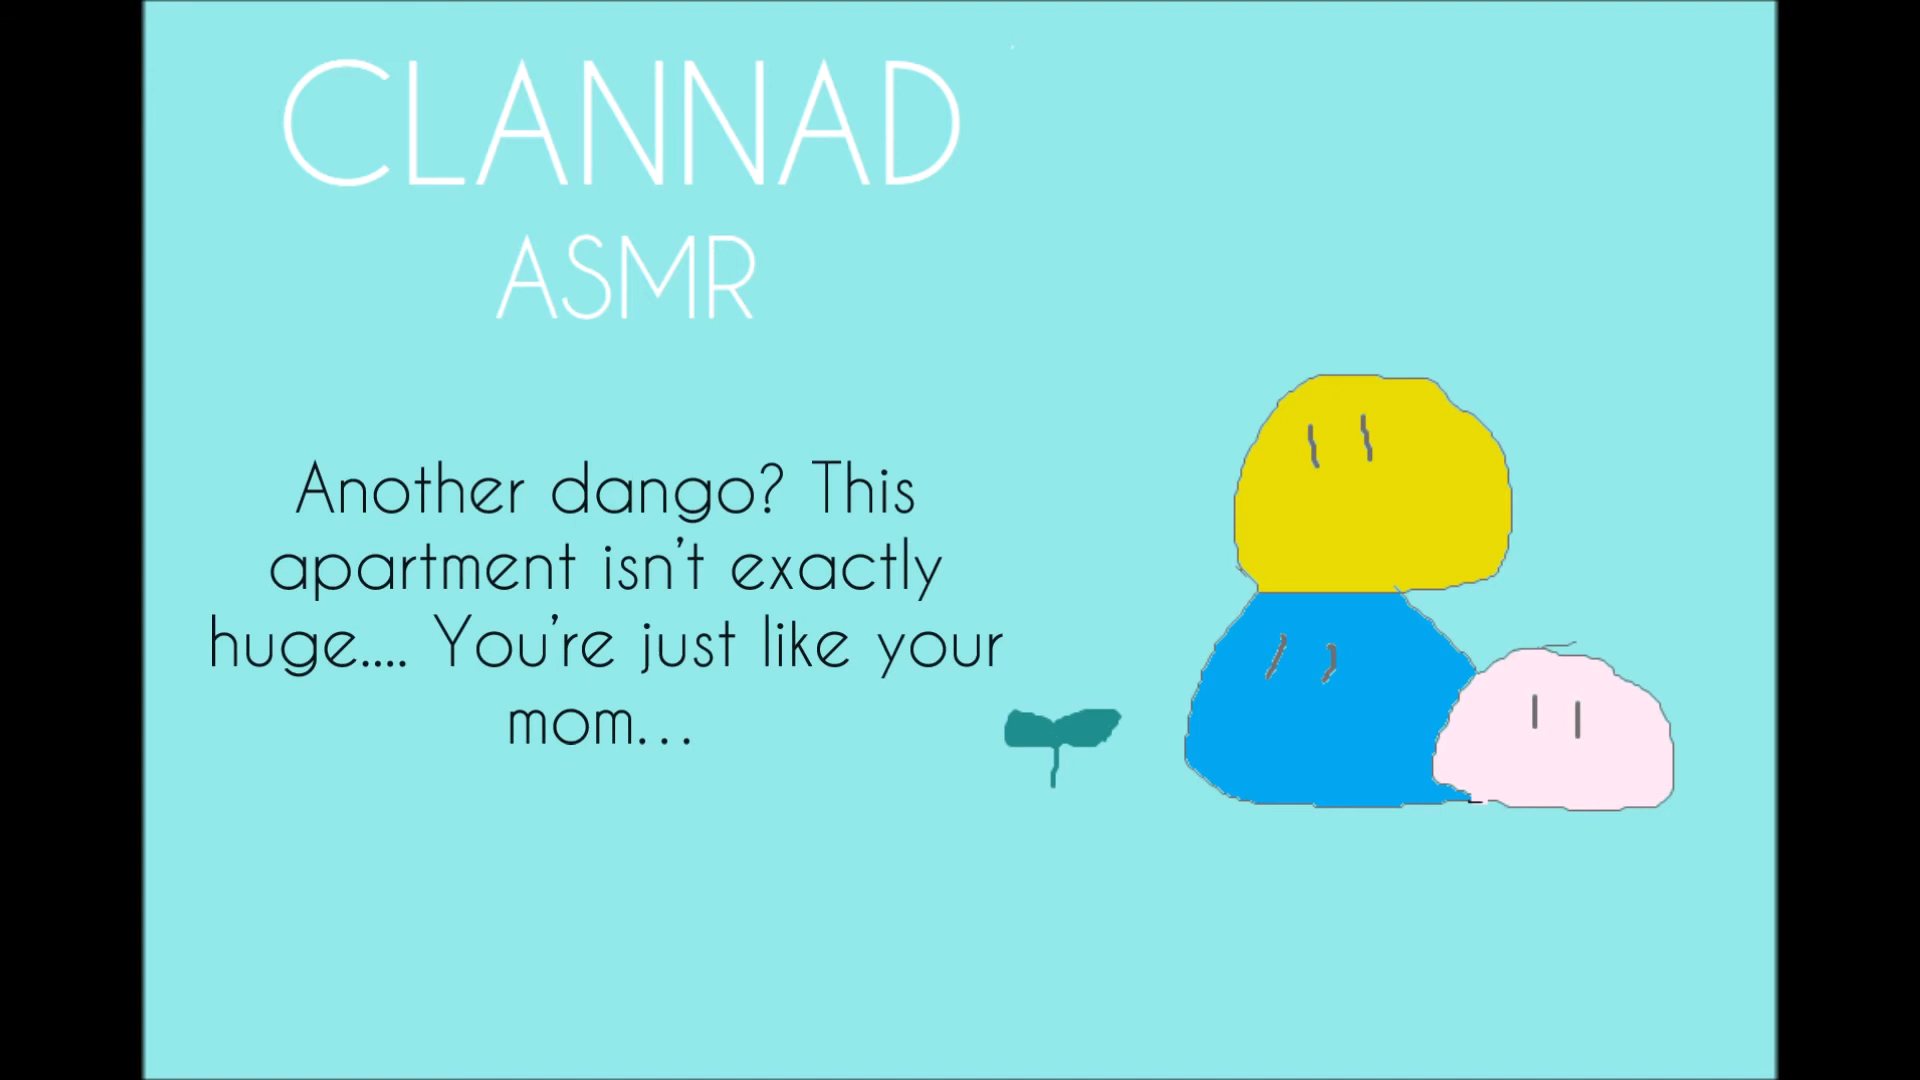 CLANNAD
ASMR
Another dango? This
apartment isn't exactly
huge.... You're just like your
mom...